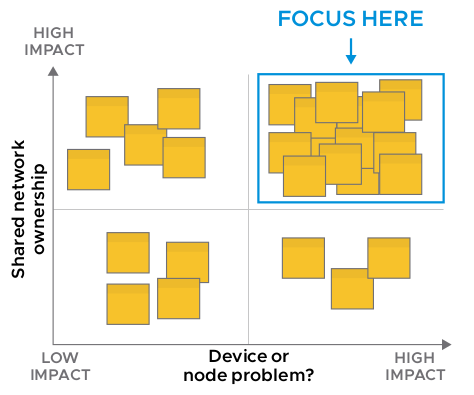 FOCUS HERE
HIGH
IMPACT
Shared network
ownership
LOW
IMPACT
Device or
node problem?
HIGH
IMPACT